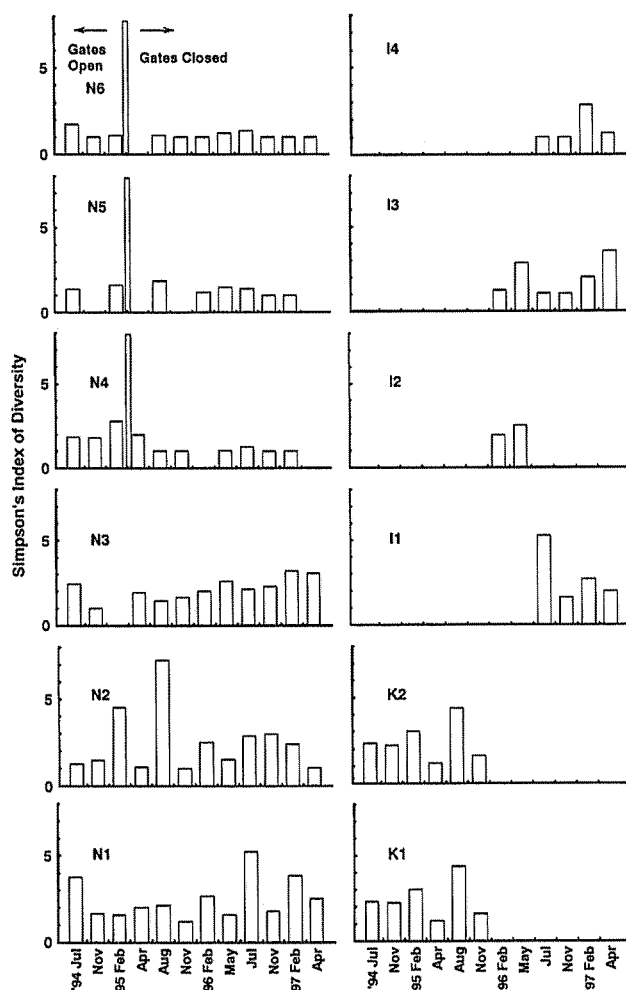 Gates Open
Gates Closed
N6
5
0
I4
N5
5
0
I3
N4
5
0
I2
Simpson's Index of Diversity
N3
5
0
I1
N2
5
0
K2
N1
5
0
K1
'94 Jul
Nov
95 Feb
Apr
Aug
Nov
96 Feb
May
Jul
Nov
97 Feb
Apr
'94 Jul
Nov
95 Feb
Apr
Aug
Nov
96 Feb
May
Jul
Nov
97 Feb
Apr